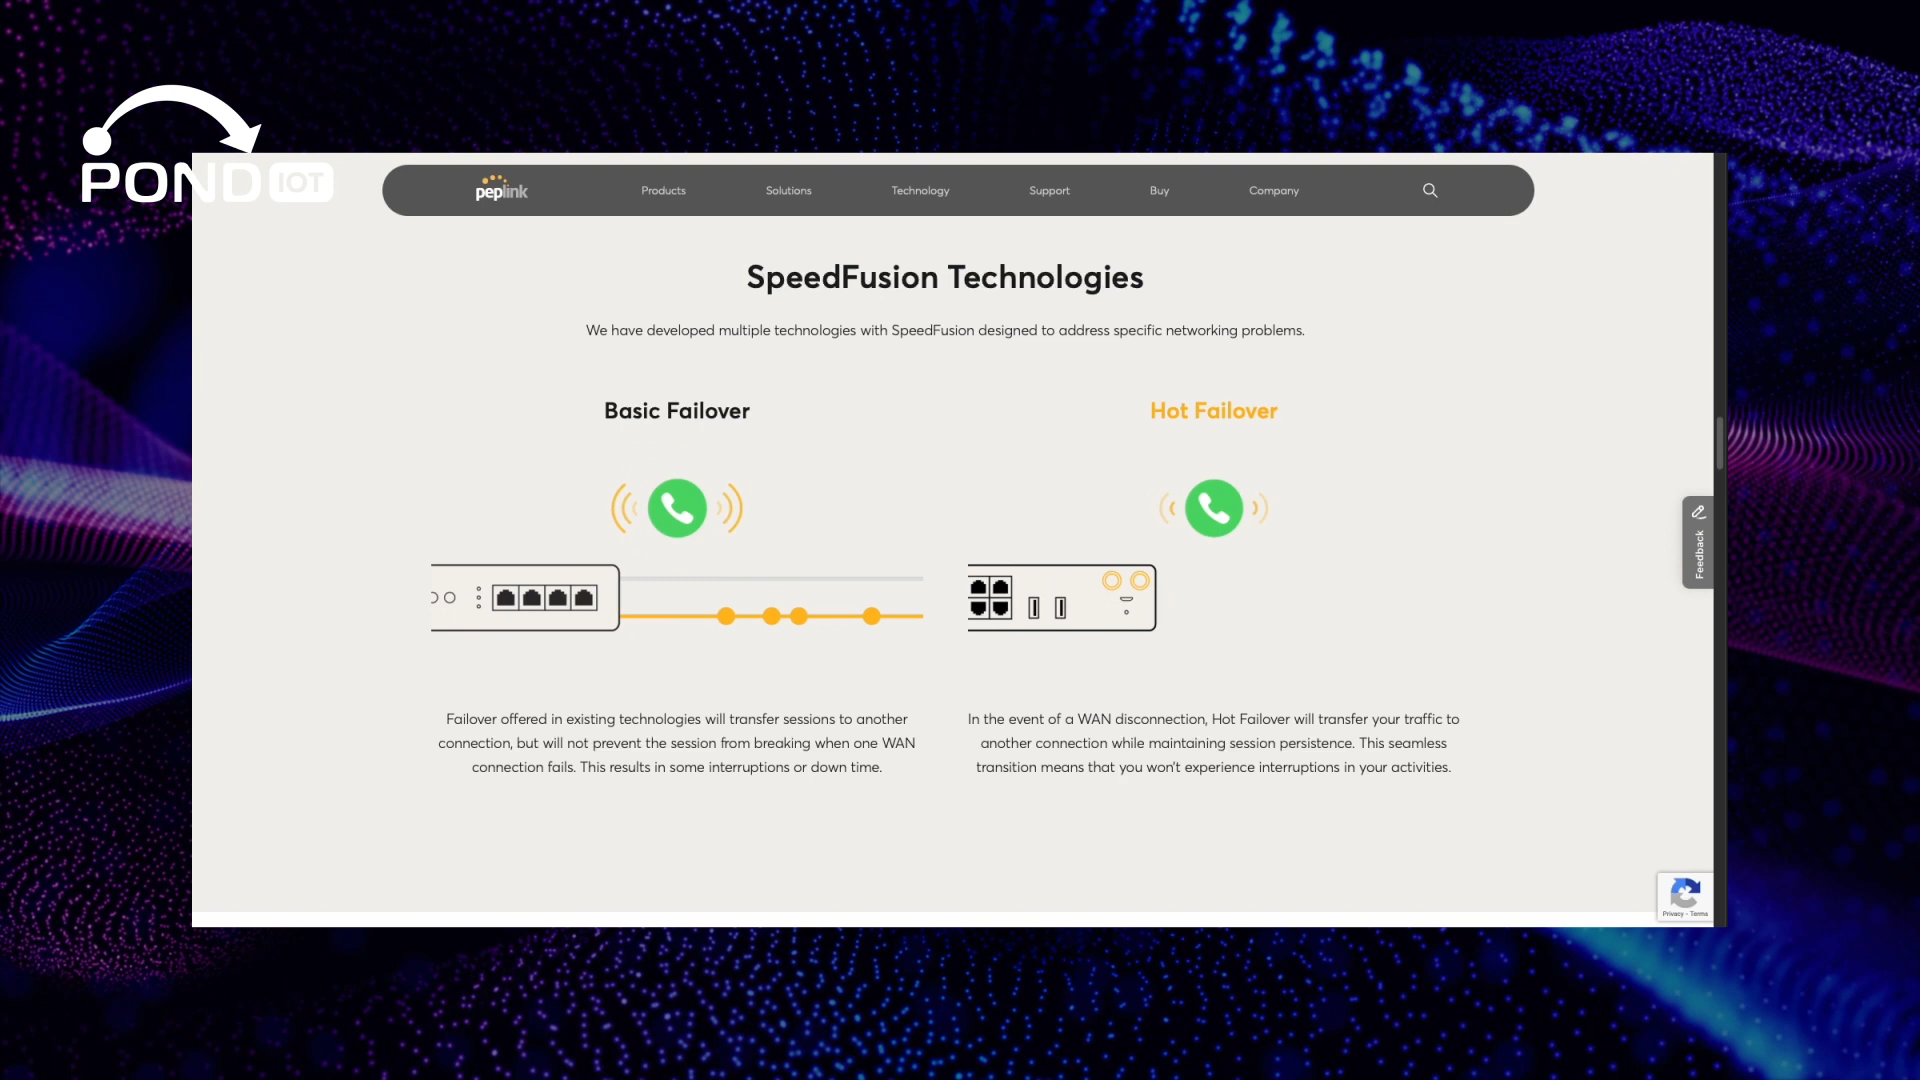 POND IOT
peplink
Products
Solutions
Technology
Support
Buy
Company
SpeedFusion Technologies
We have developed multiple technologies with SpeedFusion designed to address specific networking problems.
Basic Failover
Hot Failover
Feedback
Failover offered in existing technologies will transfer sessions to another
connection, but will not prevent the session from breaking when one WAN
connection fails. This results in some interruptions or down time.
In the event of a WAN disconnection, Hot Failover will transfer your traffic to
another connection while maintaining session persistence. This seamless
transition means that you won't experience interruptions in your activities.
Privacy - Terms